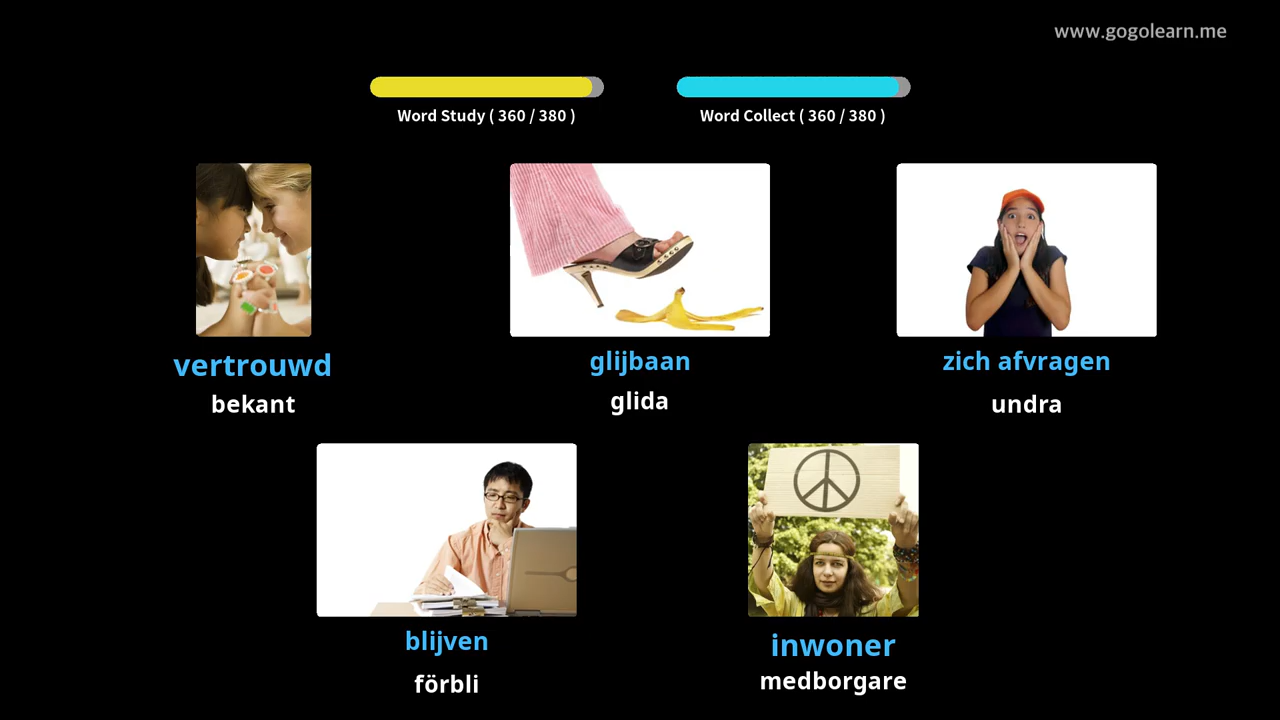 www.gogolearn.me
Word Study ( 360 / 380 )
Word Collect ( 360 / 380 )
vertrouwd
bekant
glijbaan
glida
zich afvragen
undra
blijven
förbli
inwoner
medborgare